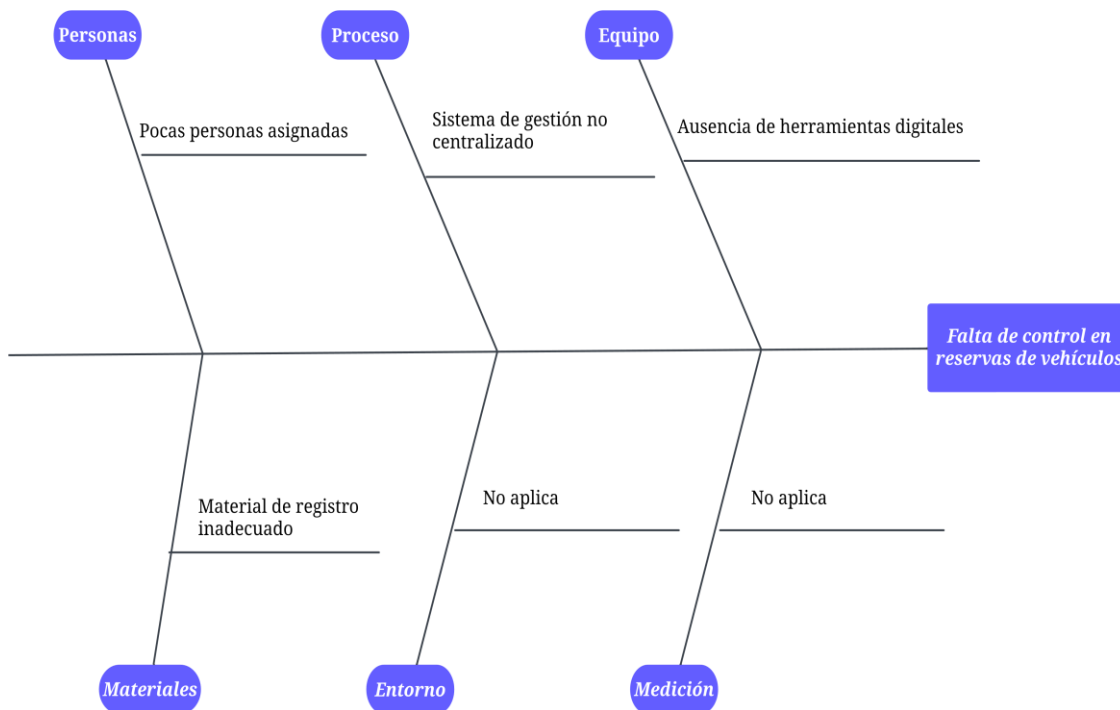 Personas
Proceso
Equipo
Pocas personas asignadas
Sistema de gestión no
centralizado
Ausencia de herramientas digitales
Falta de control en
reservas de vehículos
Material de registro
inadecuado
No aplica
No aplica
Materiales
Entorno
Medición